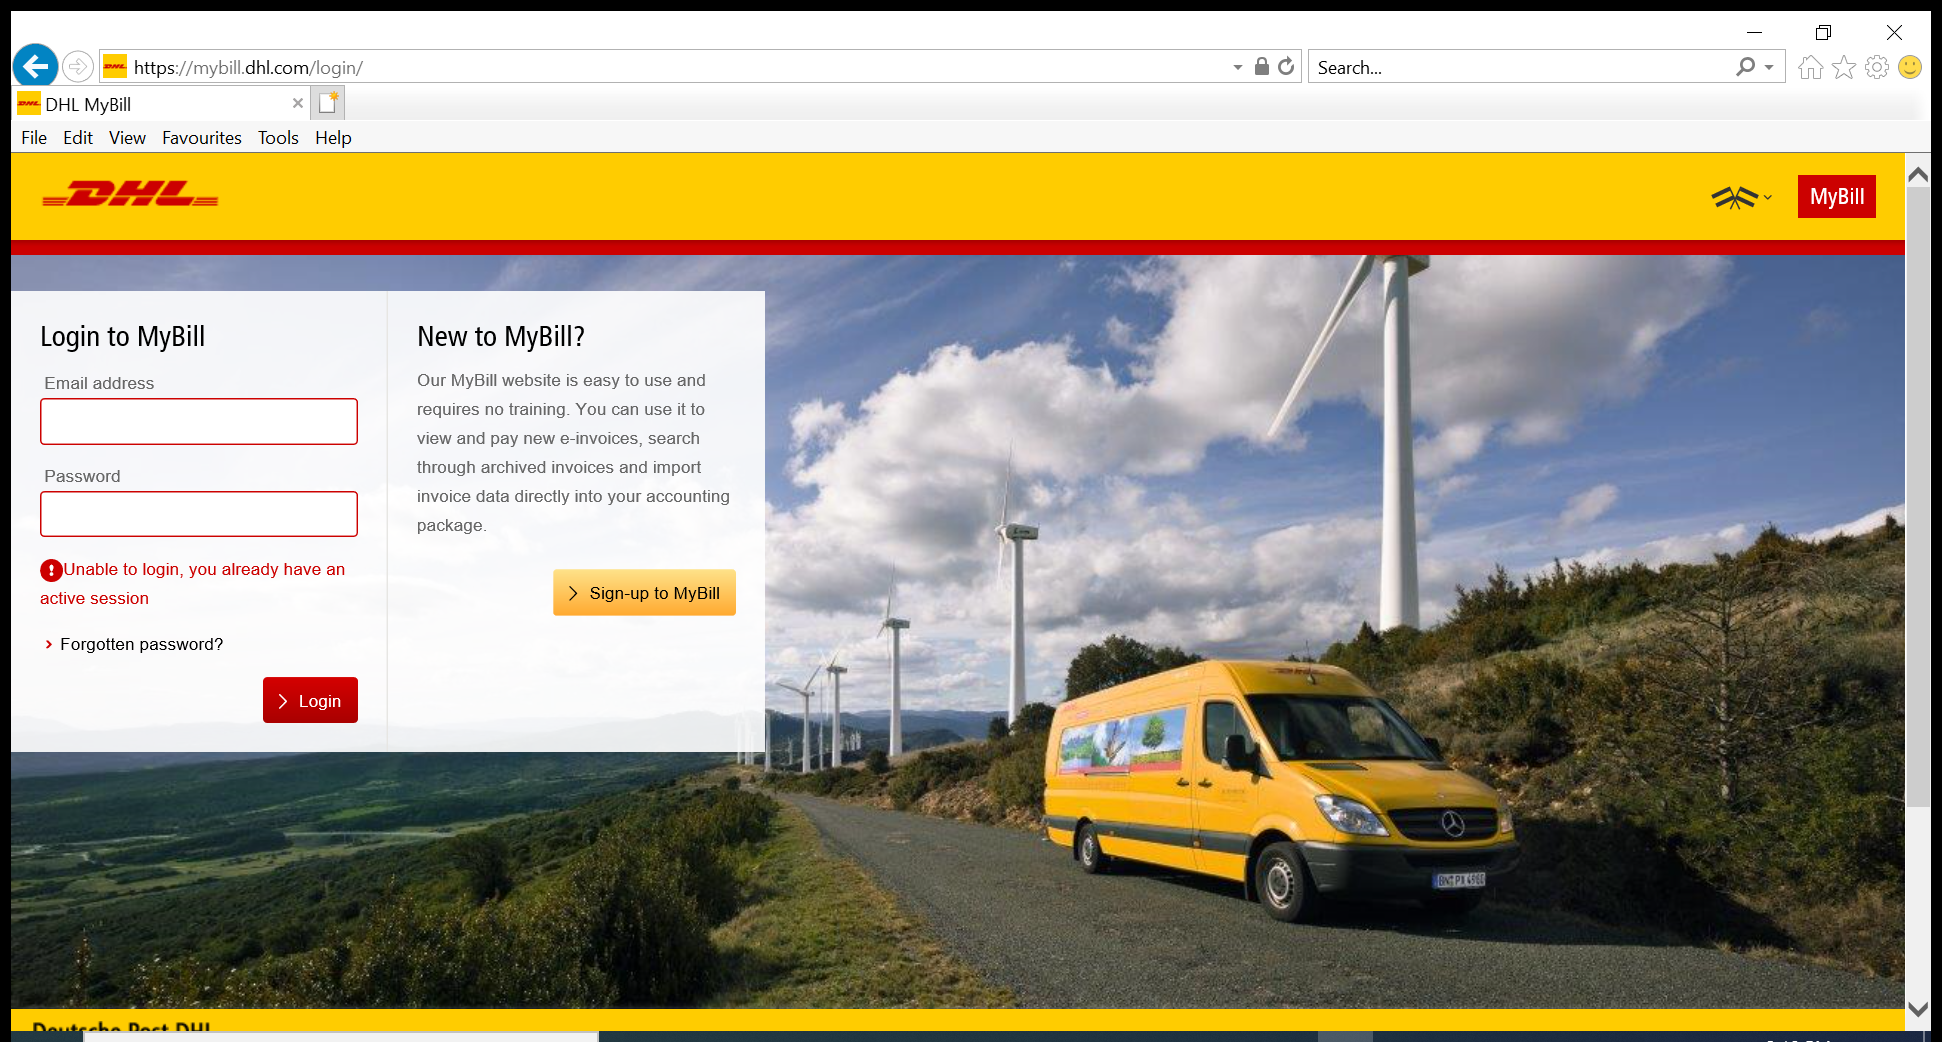 https://mybill.dhl.com/login/
Search...
DHL MyBill
File Edit View Favourites Tools Help
DHL
MyBill
Login to MyBill
Email address
Password
Unable to login, you already have an
active session
Forgotten password?
Login
New to MyBill?
Our MyBill website is easy to use and
requires no training. You can use it to
view and pay new e-invoices, search
through archived invoices and import
invoice data directly into your accounting
package.
Sign-up to MyBill
Deutsche Post DHL